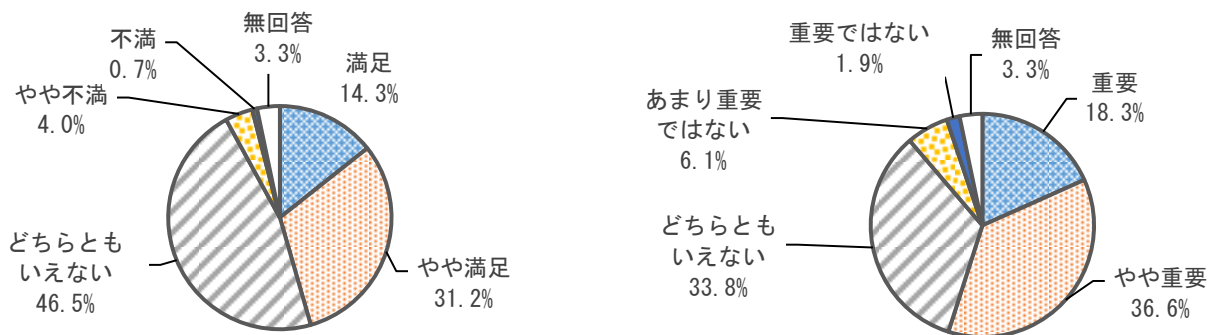 無回答
3.3%
不満
0.7%
やや不満
4.0%
満足
14.3%
どちらとも
いえない
46.5%
やや満足
31.2%
重要ではない
1.9%
無回答
3.3%
あまり重要
ではない
6.1%
重要
18.3%
どちらとも
いえない
33.8%
やや重要
36.6%